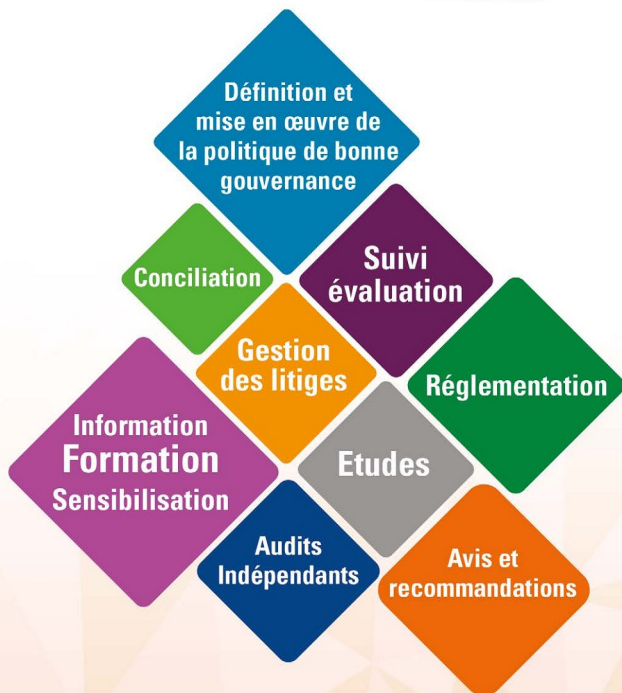 Définition et
mise en œuvre de
la politique de bonne
gouvernance
Conciliation
Suivi
évaluation
Gestion
des litiges
Réglementation
Information
Formation
Sensibilisation
Etudes
Audits
Indépendants
Avis et
recommandations